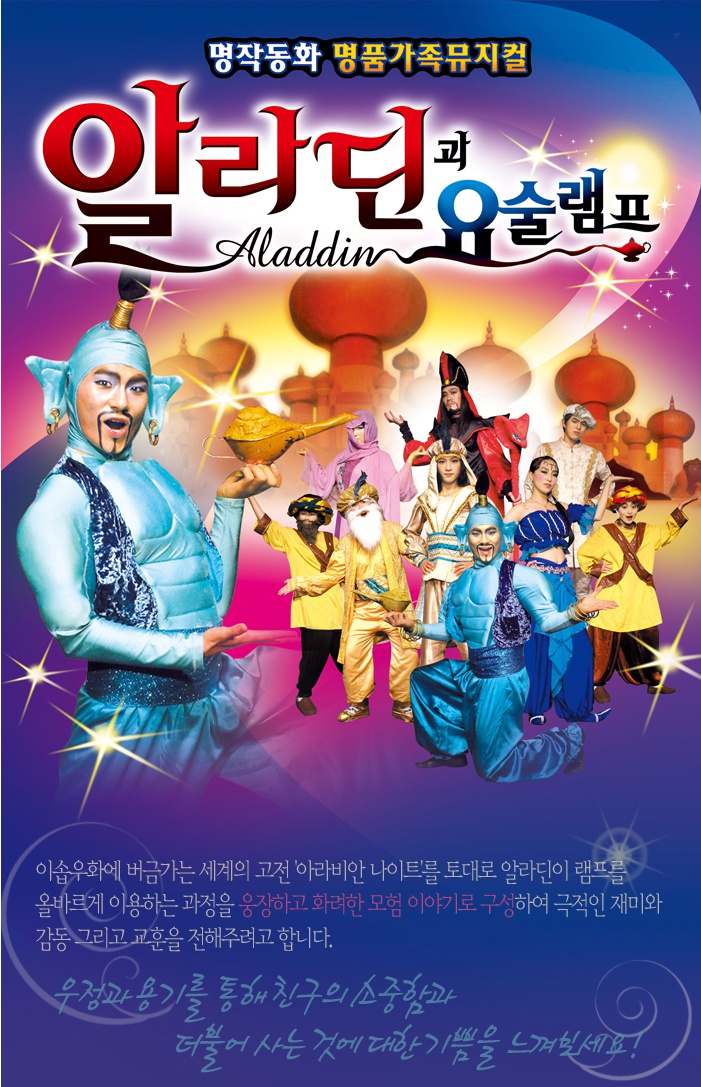 명작동화 명품가족뮤지컬
알라딘과 요술램프
Aladdin
이솝우화에 버금가는 세계의 고전 '아라비안 나이트'를 토대로 알라딘이 램프를
올바르게 이용하는 과정을 웅장하고 화려한 모험 이야기로 구성하여 극적인 재미와
감동 그리고 교훈을 전해주려고 합니다.
우정과 용기를 통해 친구의 소중함과
더불어 사는 것에 대한 기쁨을 느껴보세요!